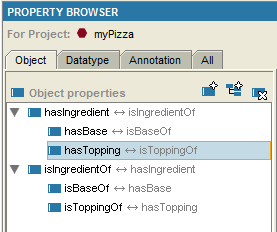 PROPERTY BROWSER
For Project: myPizza
Object Datatype Annotation All
Object properties
hasIngredient ↔ isIngredientOf
hasBase ↔ isBaseOf
hasTopping ↔ isToppingOf
isIngredientOf ↔ hasIngredient
isBaseOf ↔ hasBase
isToppingOf ↔ hasTopping